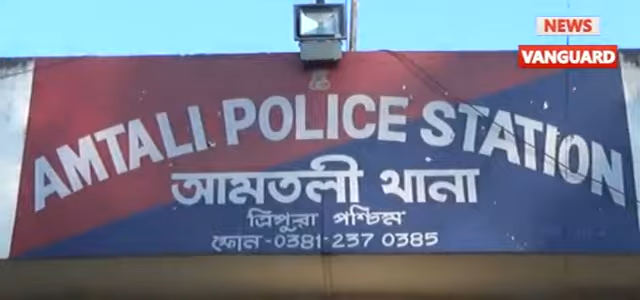 NEWS
VANGUARD
AMTALI POLICE STATION
আমতলী থানা
ত্রিপুরা পশ্চিম
ফোন-0381-237 0385